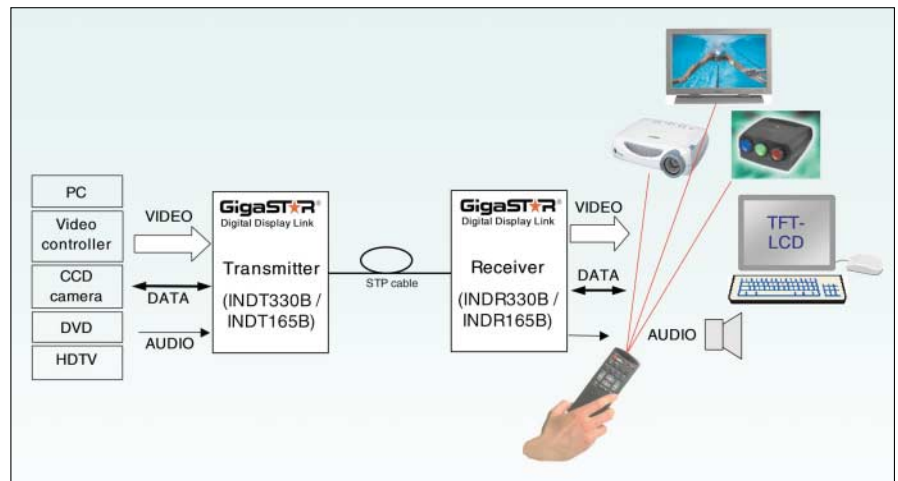 PC
Video
controller
CCD
camera
DVD
HDTV
VIDEO
DATA
AUDIO
GigaSTAR®
Digital Display Link
Transmitter
(INDT330B /
INDT165B)
STP cable
GigaSTAR®
Digital Display Link
Receiver
(INDR330B /
INDR165B)
VIDEO
DATA
AUDIO
TFT-
LCD